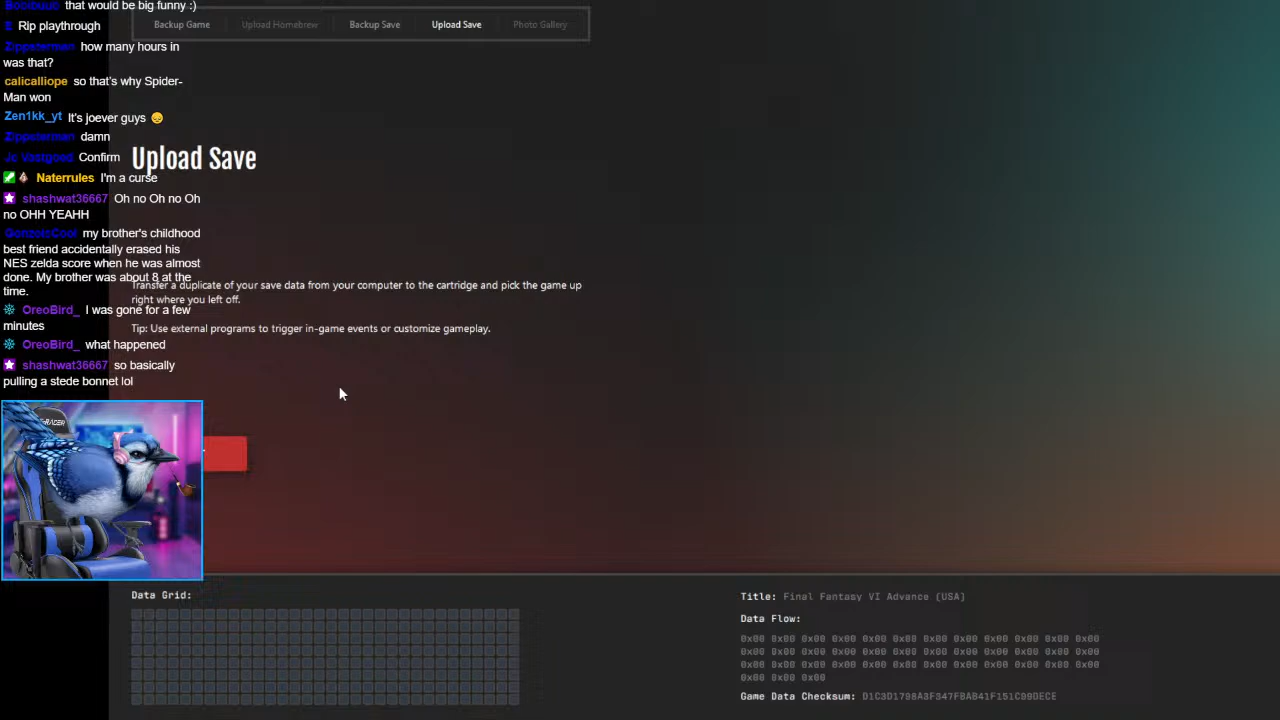 Boobuub that would be big funny :)
Rip playthrough
Zippaterman how many hours in
was that?
calicalliope so that's why Spider-
Man won
Zen1kk_yt It's joever guys 😔
Zippaterman damn
Confirm
Naterrules I'm a curse
shashwat36667 Oh no Oh no Oh
no OHH YEAHH
GonzoIsCool my brother's childhood
best friend accidentally erased his
NES zelda score when he was almost
done. My brother was about 8 at the
time.
OreoBird_ I was gone for a few
minutes
OreoBird_ what happened
shashwat36667 so basically
pulling a stede bonnet lol
Backup Game Upload Homebrew Backup Save Upload Save Photo Gallery
Upload Save
Transfer a duplicate of your save data from your computer to the cartridge and pick the game up
right where you left off.
Tip: Use external programs to trigger in-game events or customize gameplay.
Data Grid:
Title: Final Fantasy VI Advance (USA)
Data Flow:
0x00 0x00 0x00 0x00 0x00 0x00 0x00 0x00 0x00 0x00 0x00 0x00
0x00 0x00 0x00 0x00 0x00 0x00 0x00 0x00 0x00 0x00 0x00 0x00
0x00 0x00 0x00 0x00 0x00 0x00 0x00 0x00 0x00 0x00 0x00 0x00
0x00 0x00 0x00
Game Data Checksum: D1C3D1798A3F347FBAB41F151C99DECE